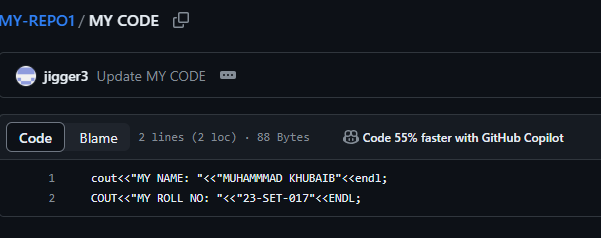 MY-REPO1 / MY CODE
jigger3 Update MY CODE
Code Blame 2 lines (2 loc) · 88 Bytes Code 55% faster with GitHub Copilot
1 cout<<"MY NAME: "<<"MUHAMMMAD KHUBAIB"<<endl;
2 COUT<<"MY ROLL NO: "<<"23-SET-017"<<ENDL;